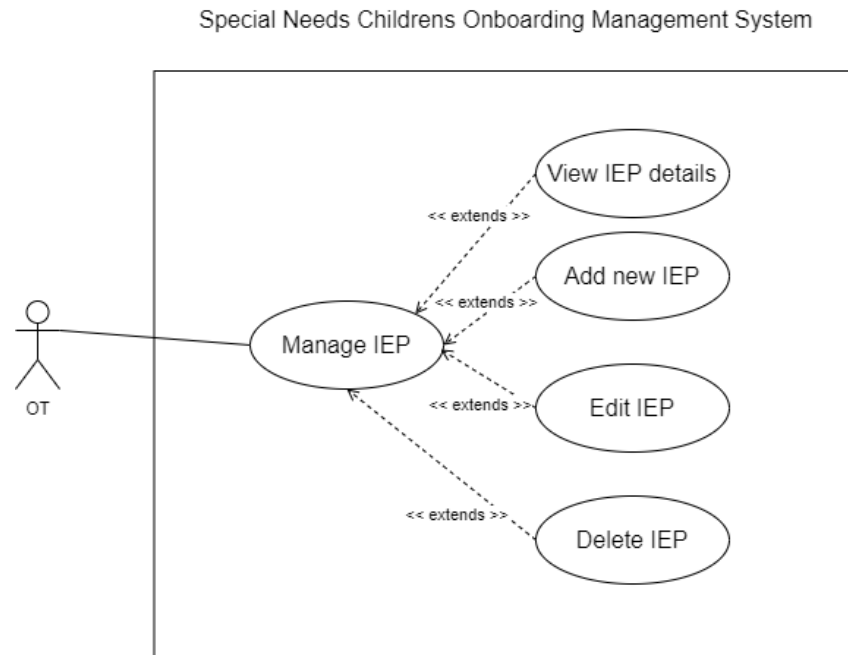 Special Needs Childrens Onboarding Management System
View IEP details
<< extends >>
Add new IEP
<< extends >>
Manage IEP
OT
<< extends >>
Edit IEP
<< extends >>
Delete IEP